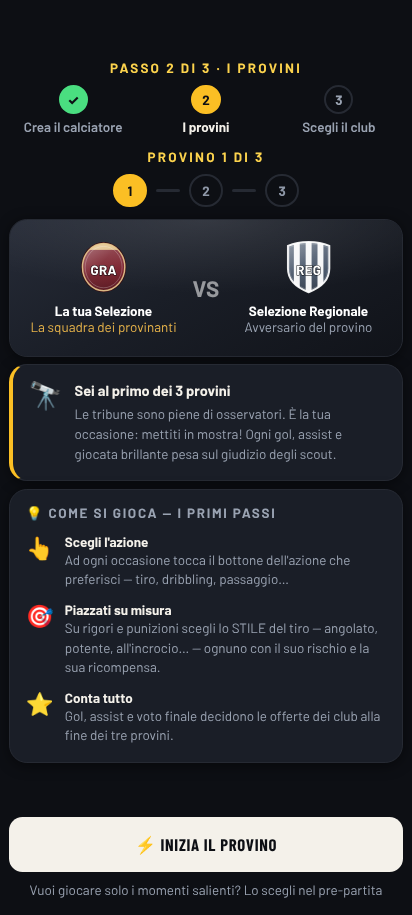 PASSO 2 DI 3 · I PROVINI
✓ 2 3
Crea il calciatore I provini Scegli il club
PROVINO 1 DI 3
1 2 3
GRA VS REG
La tua Selezione Selezione Regionale
La squadra dei provinanti Avversario del provino
Sei al primo dei 3 provini
Le tribune sono piene di osservatori. È la tua
occasione: mettiti in mostra! Ogni gol, assist e
giocata brillante pesa sul giudizio degli scout.
💡 COME SI GIOCA — I PRIMI PASSI
Scegli l'azione
Ad ogni occasione tocca il bottone dell'azione che
preferisci — tiro, dribbling, passaggio...
Piazzati su misura
Su rigori e punizioni scegli lo STILE del tiro — angolato,
potente, all'incrocio... — ognuno con il suo rischio e la
sua ricompensa.
Conta tutto
Gol, assist e voto finale decidono le offerte dei club alla
fine dei tre provini.
⚡ INIZIA IL PROVINO
Vuoi giocare solo i momenti salienti? Lo scegli nel pre-partita